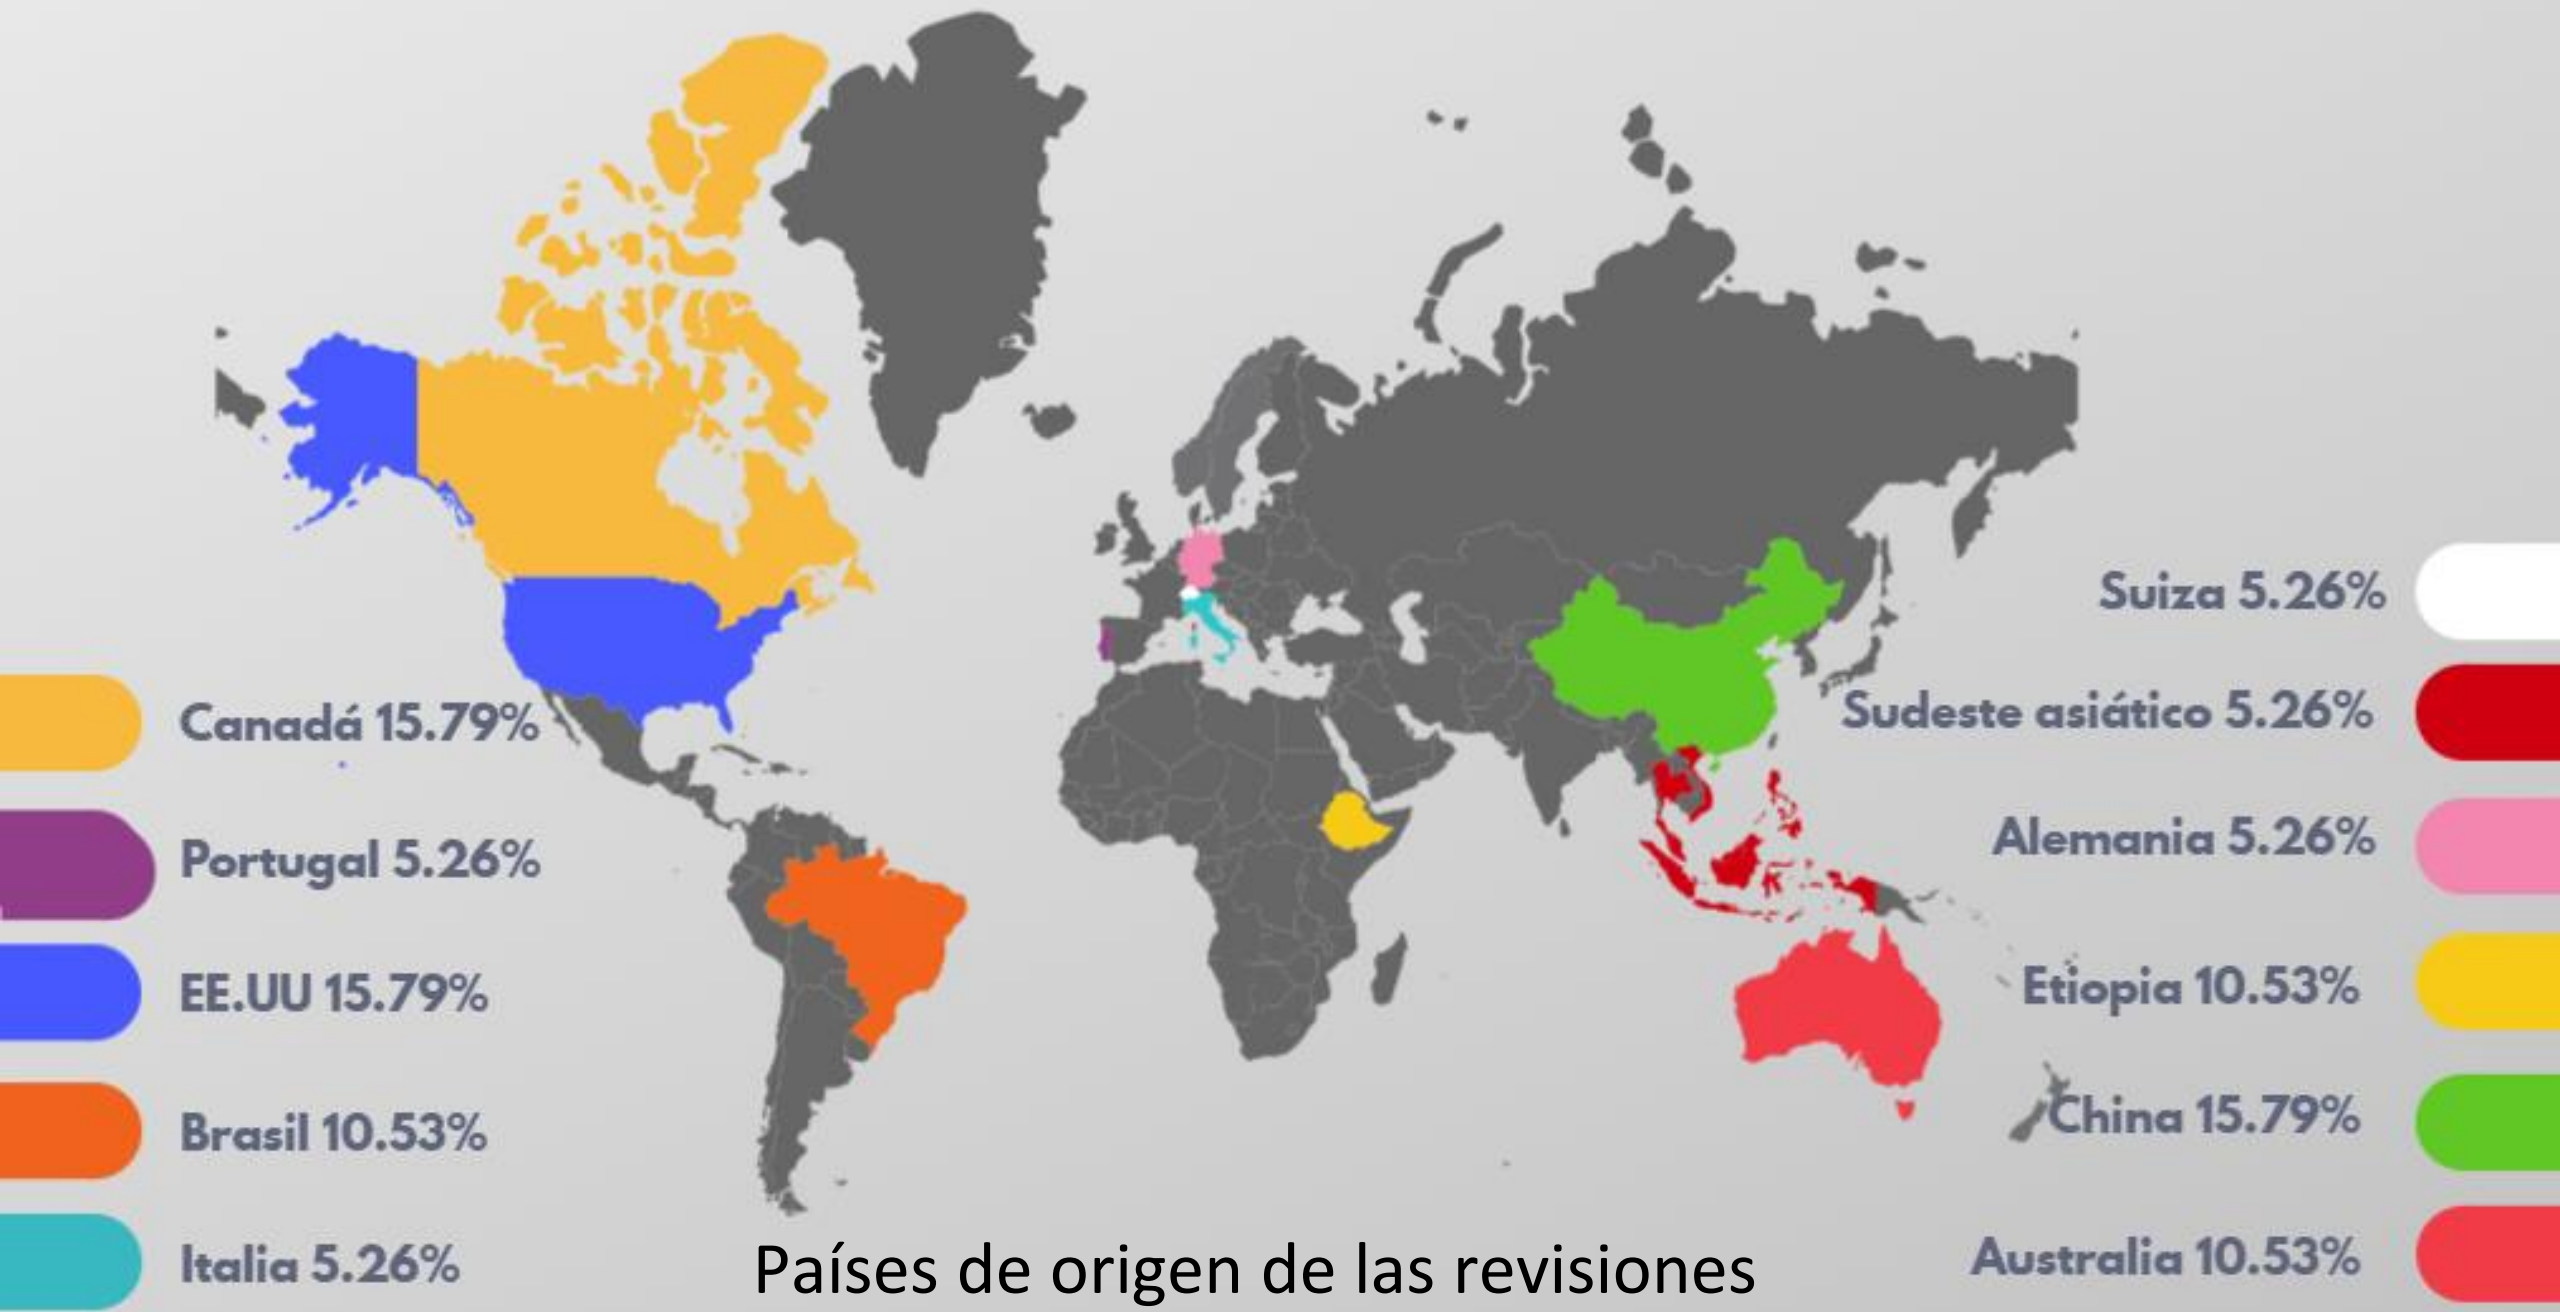 Canadá 15.79%
Portugal 5.26%
EE.UU 15.79%
Brasil 10.53%
Italia 5.26%
Suiza 5.26%
Sudeste asiático 5.26%
Alemania 5.26%
Etiopia 10.53%
China 15.79%
Australia 10.53%
Países de origen de las revisiones